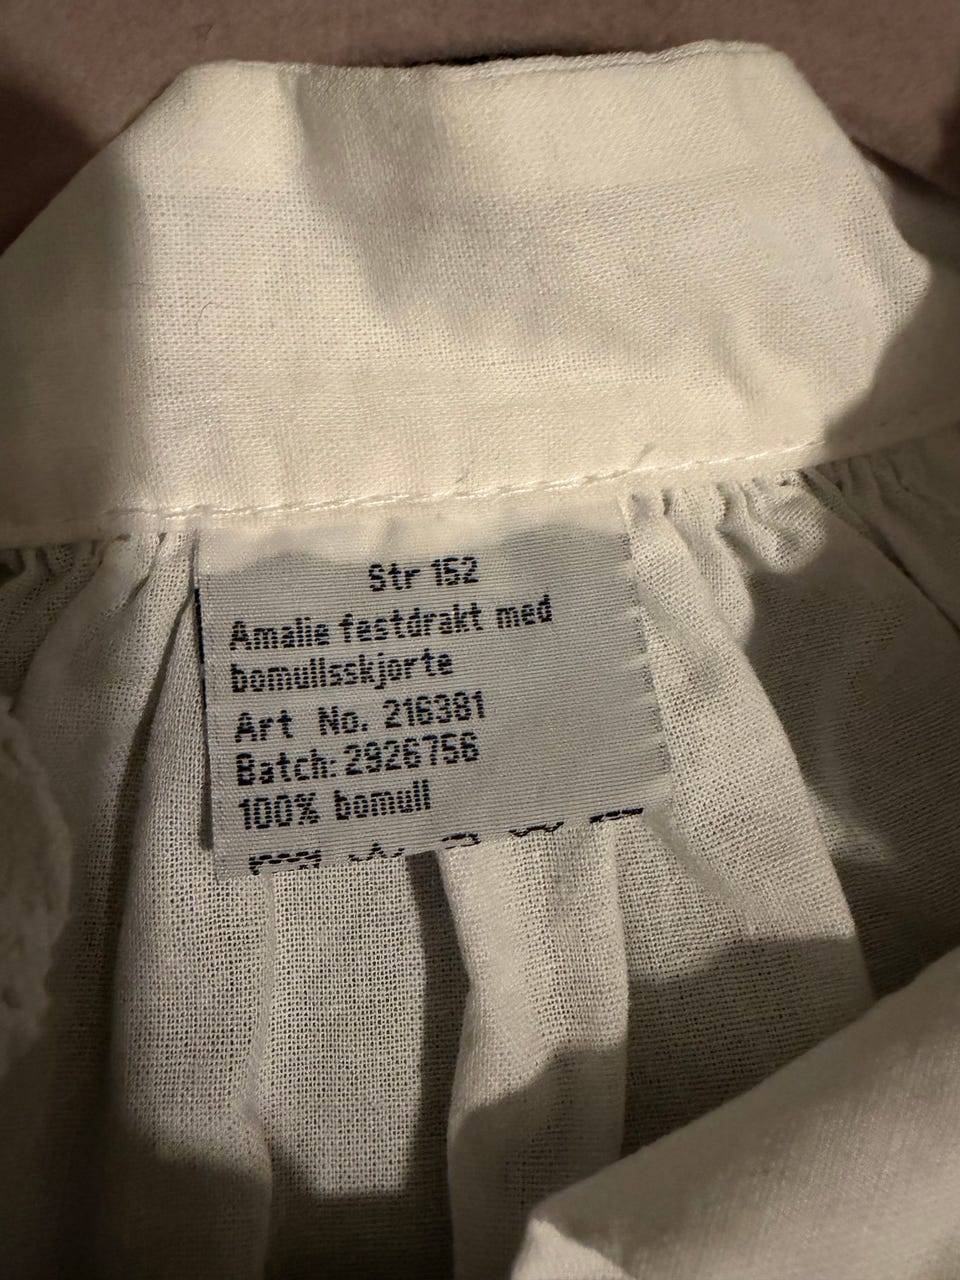 Str 152
Amalie festdrakt med
bomullsskjorte
Art No. 216381
Batch: 2926756
100% bomull